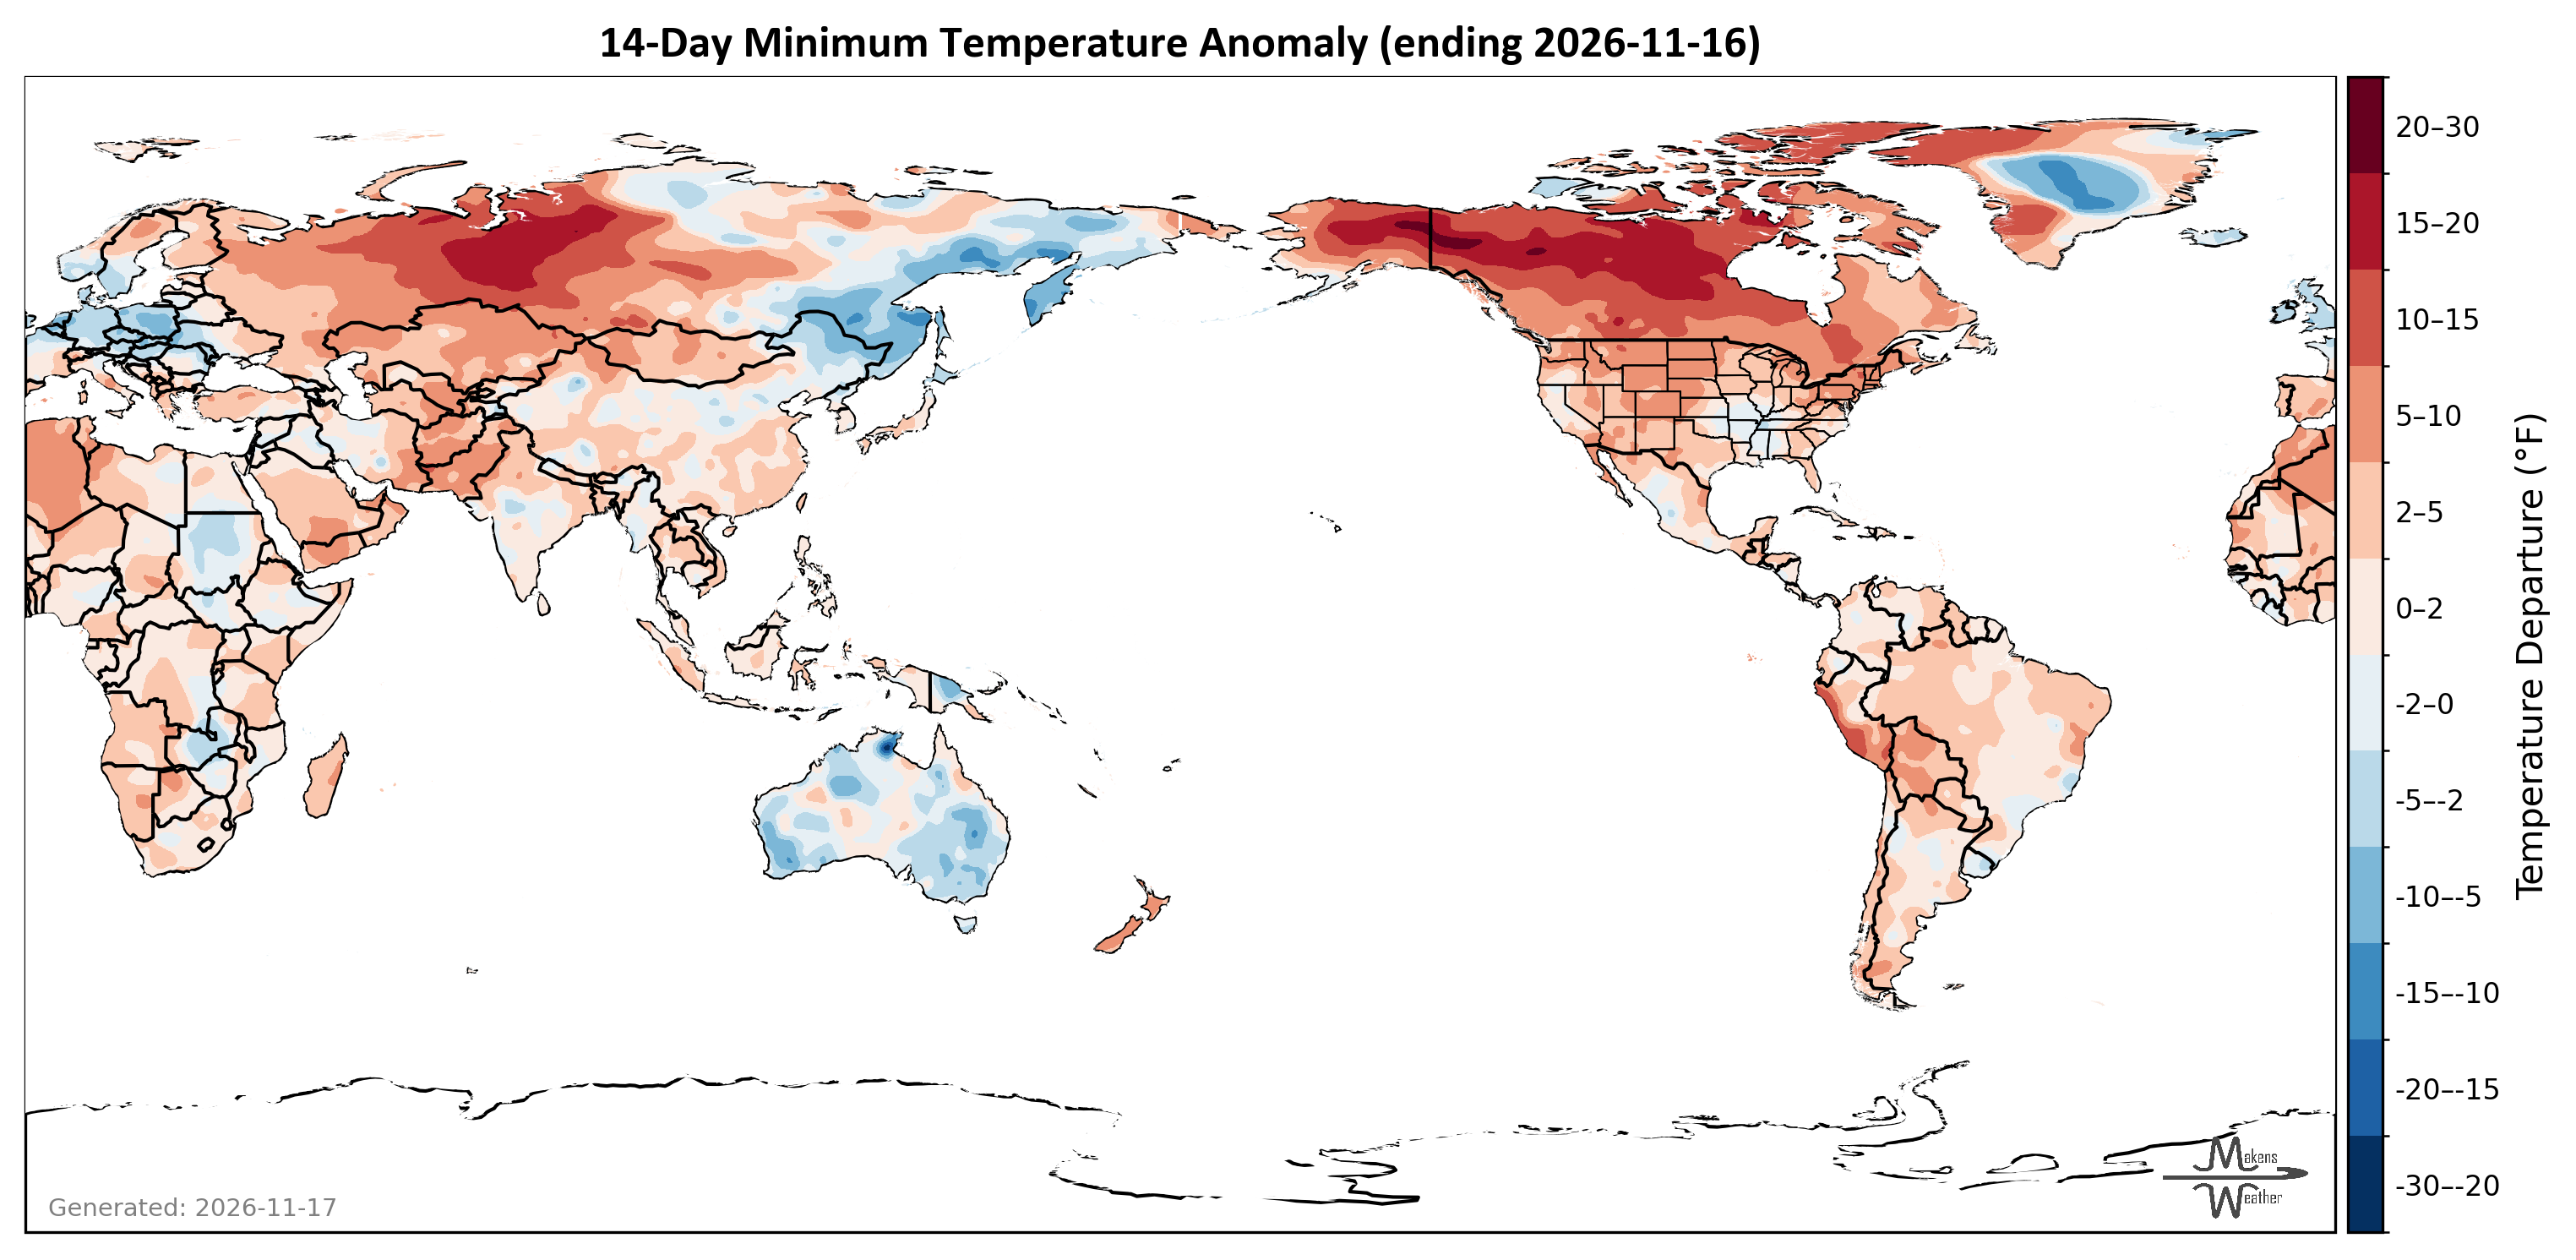 14-Day Minimum Temperature Anomaly (ending 2026-11-16)
20–30
15–20
10–15
5–10
2–5
0–2
-2–0
-5–-2
-10–-5
-15–-10
-20–-15
-30–-20
Temperature Departure (°F)
Generated: 2026-11-17
Makens
Weather